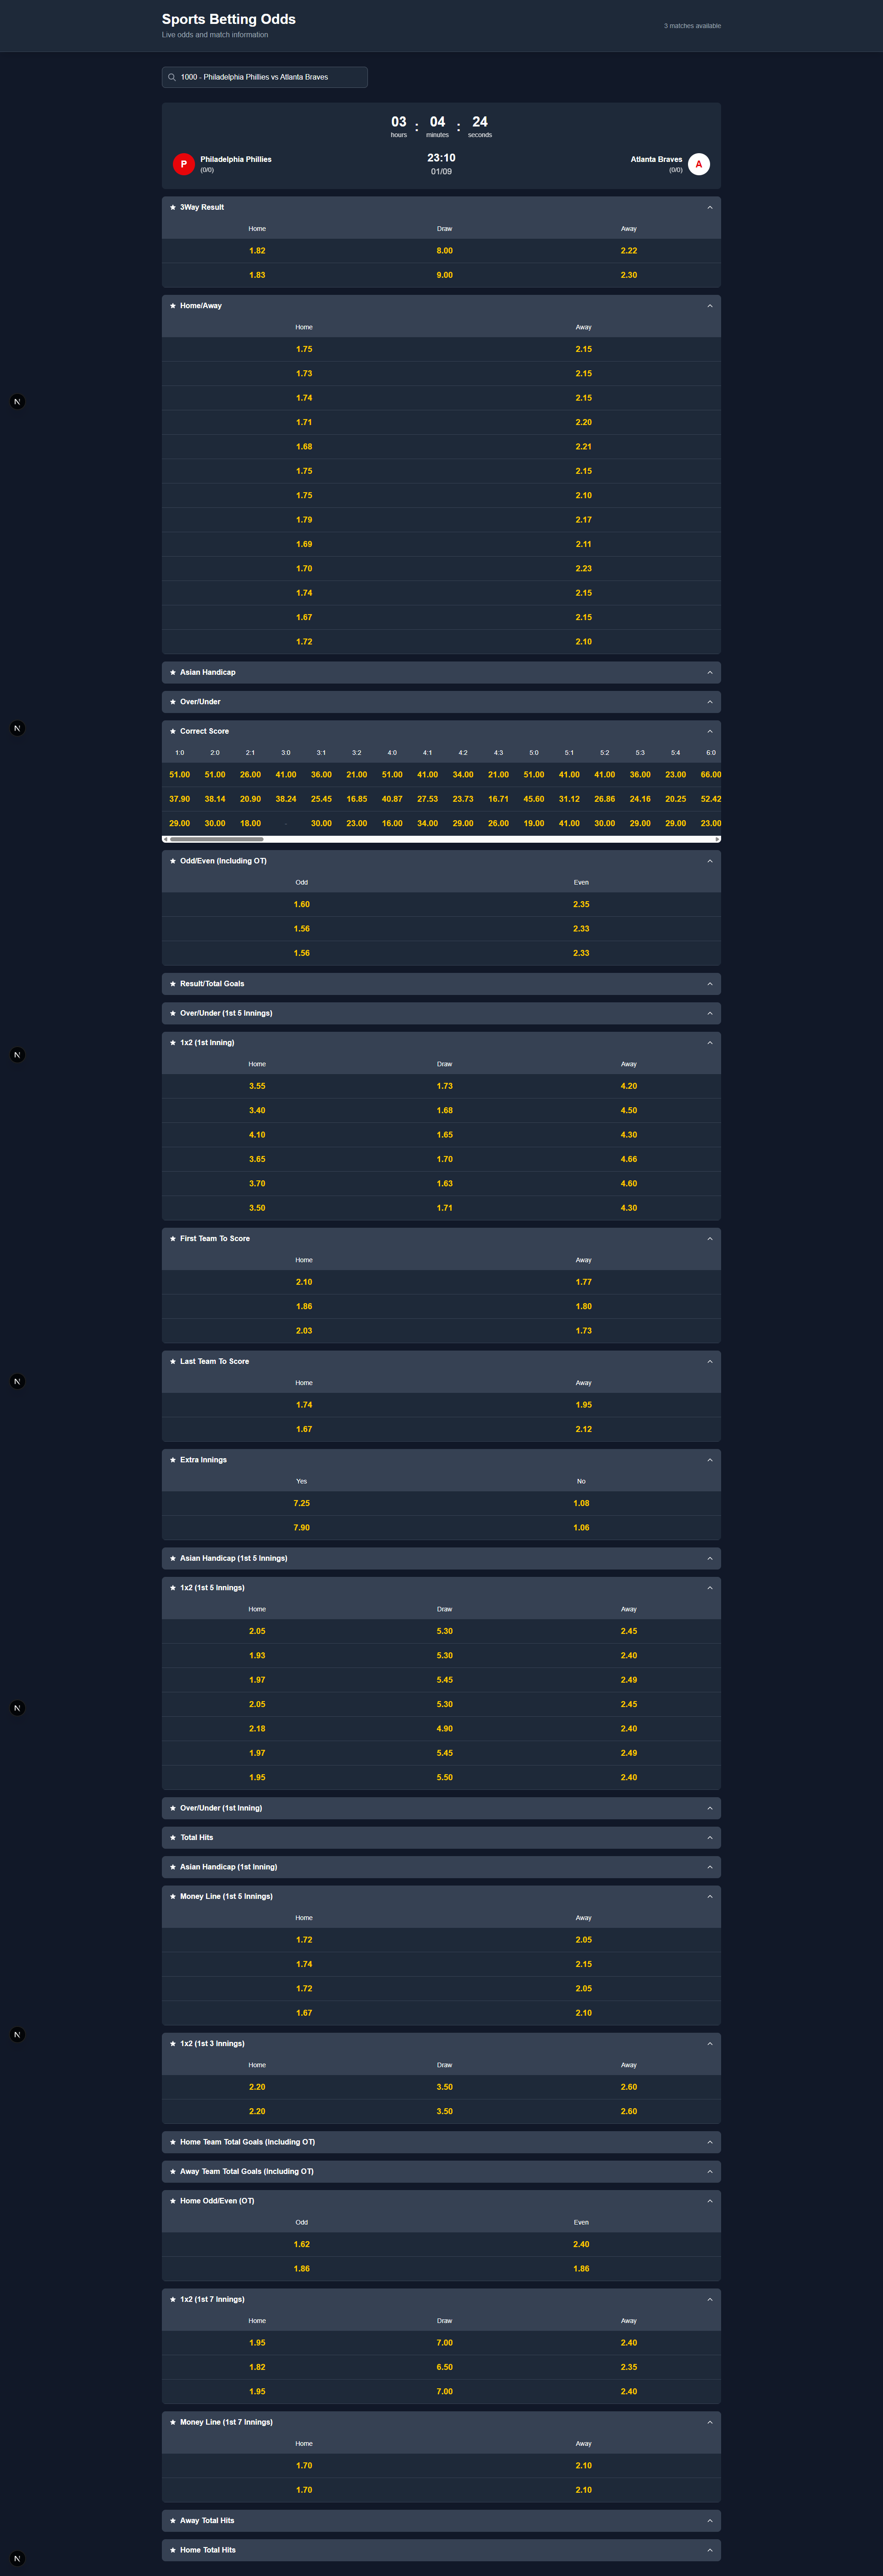 Sports Betting Odds
Live odds and match information
3 matches available
1000 - Philadelphia Phillies vs Atlanta Braves
03 : 04 : 24
hours minutes seconds
P Philadelphia Phillies 23:10 Atlanta Braves A
(0/0) 01/09 (0/0)
3Way Result
Home Draw Away
1.82 8.00 2.22
1.83 9.00 2.30
Home/Away
Home Away
1.75 2.15
1.73 2.15
1.74 2.15
1.71 2.20
1.68 2.21
1.75 2.15
1.75 2.10
1.79 2.17
1.69 2.11
1.70 2.23
1.74 2.15
1.67 2.15
1.72 2.10
Asian Handicap
Over/Under
Correct Score
1:0 2:0 2:1 3:0 3:1 3:2 4:0 4:1 4:2 4:3 5:0 5:1 5:2 5:3 5:4 6:0
51.00 51.00 26.00 41.00 36.00 21.00 51.00 41.00 34.00 21.00 51.00 41.00 41.00 36.00 23.00 66.00
37.90 38.14 20.90 38.24 25.45 16.85 40.87 27.53 23.73 16.71 45.60 31.12 26.86 24.16 20.25 52.42
29.00 30.00 18.00 - 30.00 23.00 16.00 34.00 29.00 26.00 19.00 41.00 30.00 29.00 29.00 23.00
Odd/Even (Including OT)
Odd Even
1.60 2.35
1.56 2.33
1.56 2.33
Result/Total Goals
Over/Under (1st 5 Innings)
1x2 (1st Inning)
Home Draw Away
3.55 1.73 4.20
3.40 1.68 4.50
4.10 1.65 4.30
3.65 1.70 4.66
3.70 1.63 4.60
3.50 1.71 4.30
First Team To Score
Home Away
2.10 1.77
1.86 1.80
2.03 1.73
Last Team To Score
Home Away
1.74 1.95
1.67 2.12
Extra Innings
Yes No
7.25 1.08
7.90 1.06
Asian Handicap (1st 5 Innings)
1x2 (1st 5 Innings)
Home Draw Away
2.05 5.30 2.45
1.93 5.30 2.40
1.97 5.45 2.49
2.05 5.30 2.45
2.18 4.90 2.40
1.97 5.45 2.49
1.95 5.50 2.40
Over/Under (1st Inning)
Total Hits
Asian Handicap (1st Inning)
Money Line (1st 5 Innings)
Home Away
1.72 2.05
1.74 2.15
1.72 2.05
1.67 2.10
1x2 (1st 3 Innings)
Home Draw Away
2.20 3.50 2.60
2.20 3.50 2.60
Home Team Total Goals (Including OT)
Away Team Total Goals (Including OT)
Home Odd/Even (OT)
Odd Even
1.62 2.40
1.86 1.86
1x2 (1st 7 Innings)
Home Draw Away
1.95 7.00 2.40
1.82 6.50 2.35
1.95 7.00 2.40
Money Line (1st 7 Innings)
Home Away
1.70 2.10
1.70 2.10
Away Total Hits
Home Total Hits
N
N
N
N
N
N
N